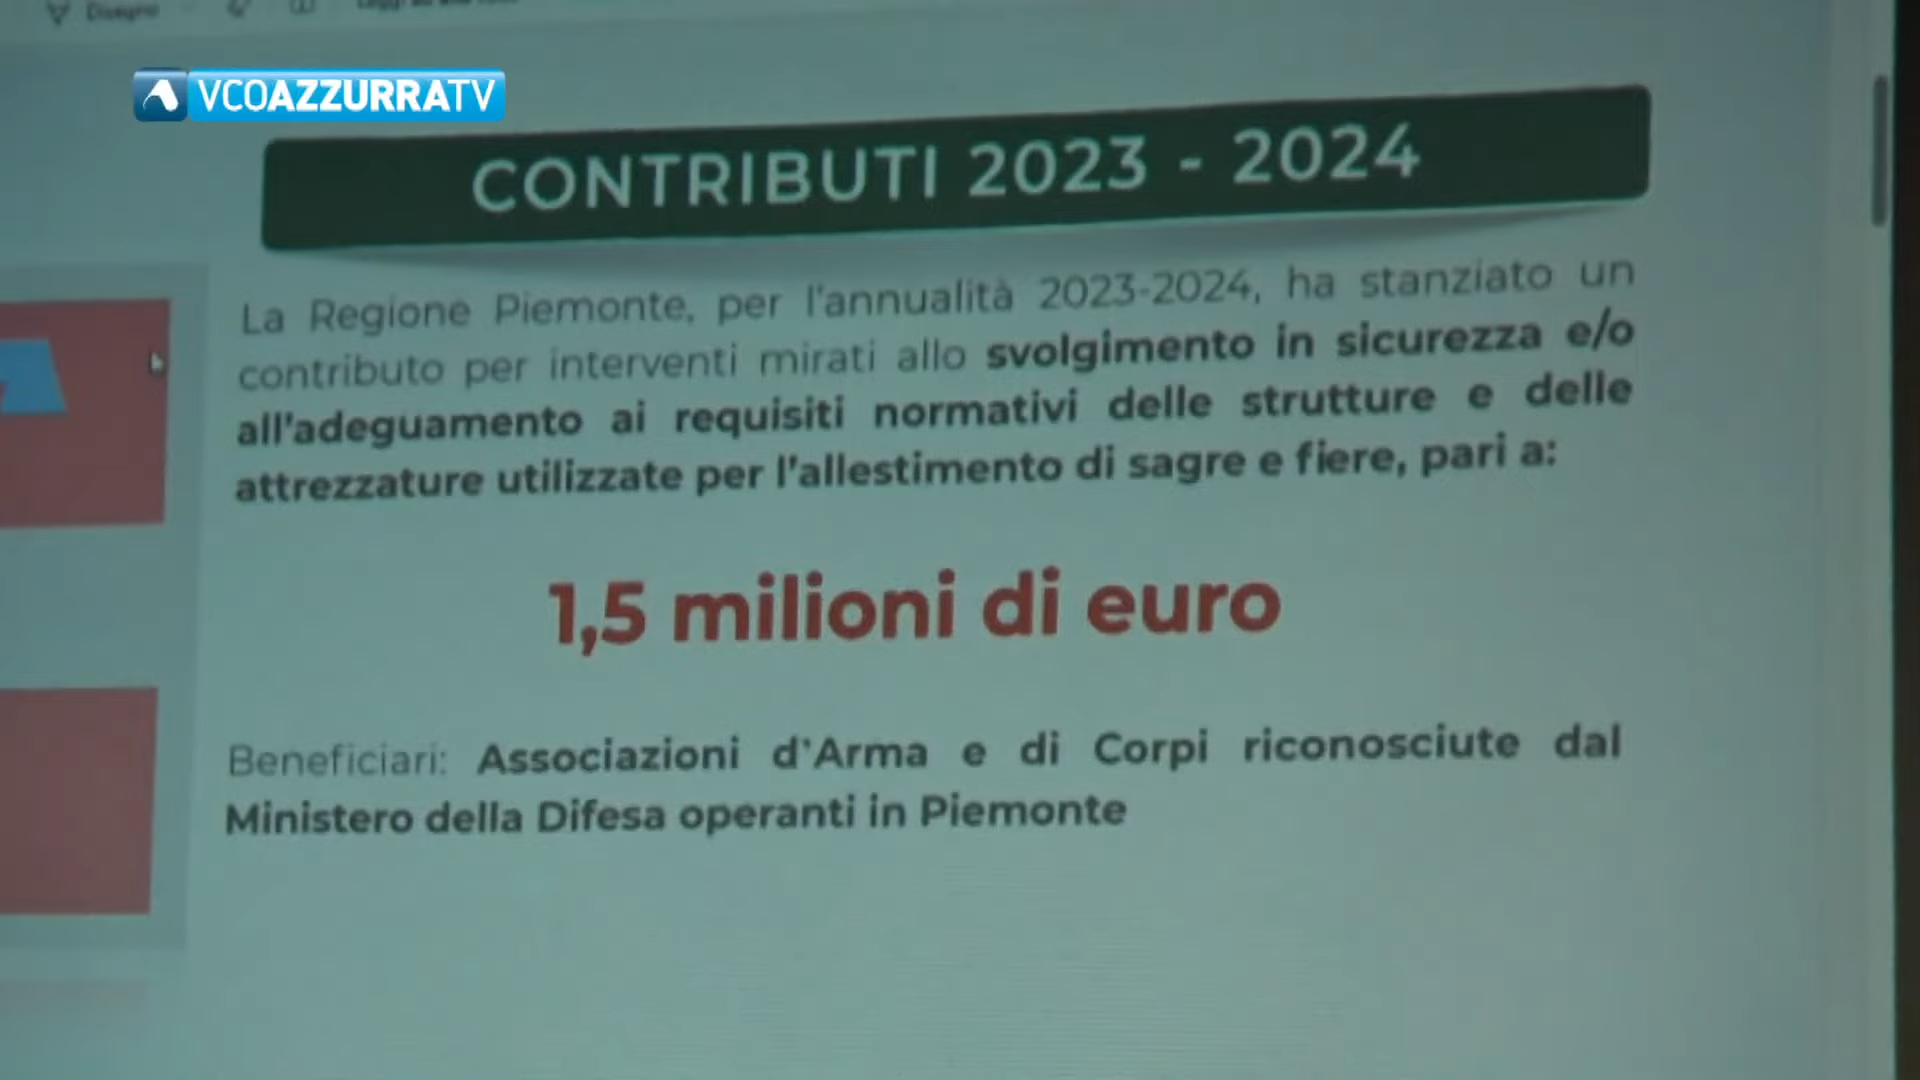 Disegno
VCOAZZURRATV
CONTRIBUTI 2023 - 2024
La Regione Piemonte, per l'annualità 2023-2024, ha stanziato un
contributo per interventi mirati allo svolgimento in sicurezza e/o
all'adeguamento ai requisiti normativi delle strutture e delle
attrezzature utilizzate per l'allestimento di sagre e fiere, pari a:
1,5 milioni di euro
Beneficiari: Associazioni d'Arma e di Corpi riconosciute dal
Ministero della Difesa operanti in Piemonte